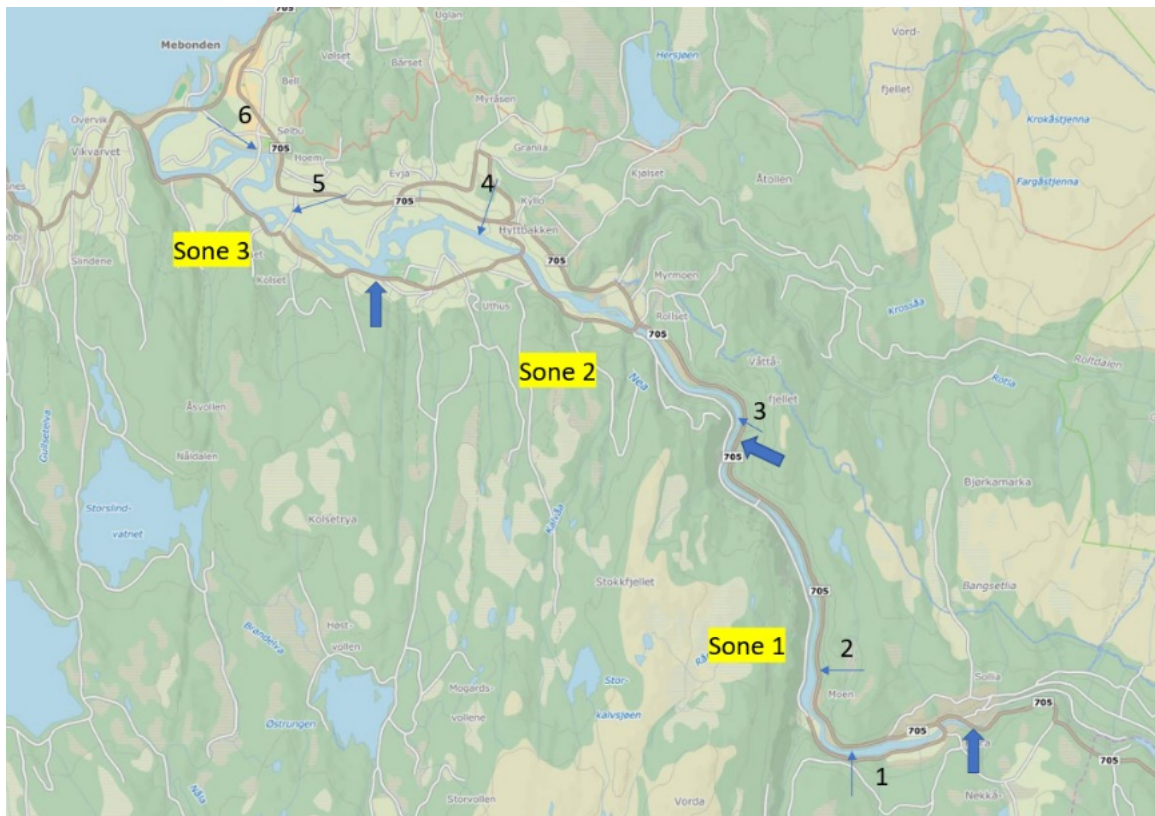 705
Uglan
Mebonden
Vølset
Bårset
Hersjøen
Vord-
fjellet
Bell
Myråsen
Krokåstjenna
Overvik
6
Selbu
Vikvarvet
705
Hoem
Granlia
Evja
Kjølset
Åtollen
Fargåstjenna
5
4
705
Kyllo
Hyttbakken
Sone 3
Slindene
Kolset
705
Myrmoen
Uthus
Rollset
Krossåa
705
Sone 2
Våttå-
fjellet
Roltdalen
Rotla
Nea
Åsvollen
3
Gullsetelva
Nåldalen
705
Bjørkamarka
Storslind-
vatnet
Kolsetrya
Kalvåa
Stokkfjellet
Bangsetlia
705
Høst-
vollen
Brøndelva
Sone 1
2
Stor-
kalvsjøen
Sollia
Mogards-
vollene
Moen
Østrungen
705
705
705
1
Nåla
Storvollen
Vorda
Nekkå-